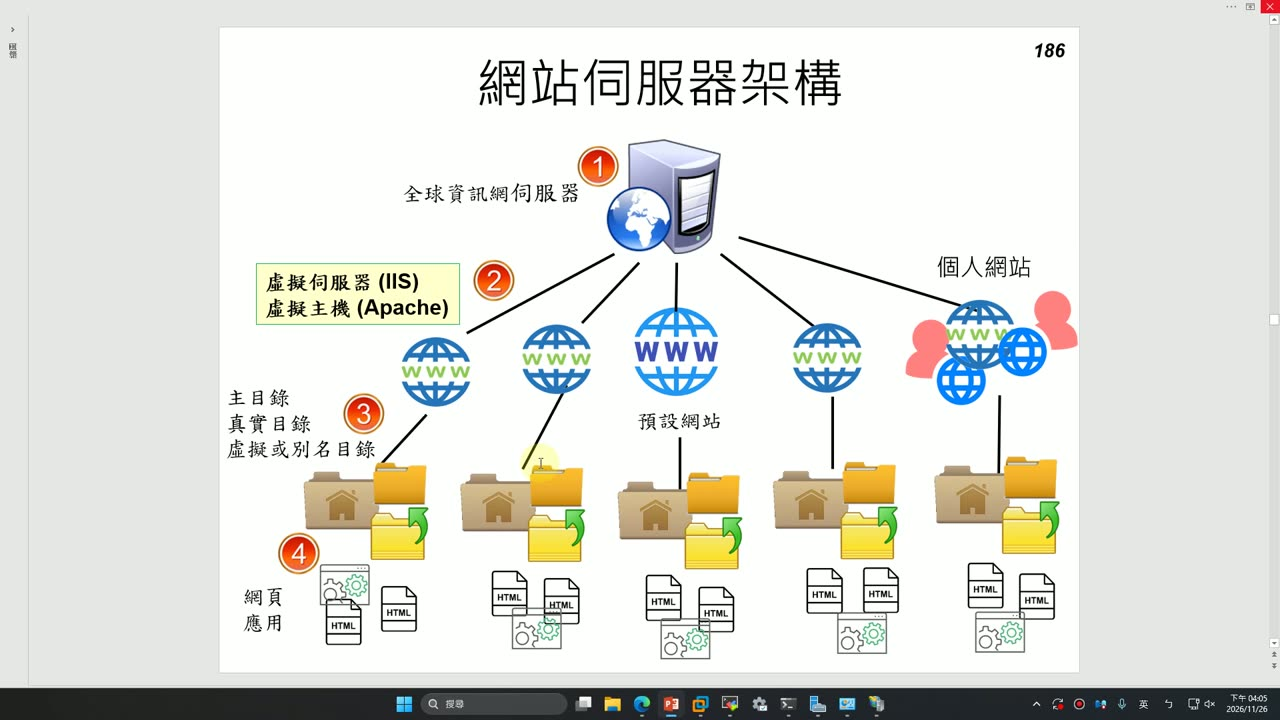 186
網站伺服器架構
1
全球資訊網伺服器
個人網站
虛擬伺服器 (IIS)
虛擬主機 (Apache)
2
www
www
WWW
www
www
主目錄
真實目錄
虛擬或別名目錄
3
預設網站
4
網頁
應用
HTML
HTML
HTML
HTML
HTML
HTML
HTML
HTML
HTML
HTML
搜尋
英
下午 04:05
2026/11/26